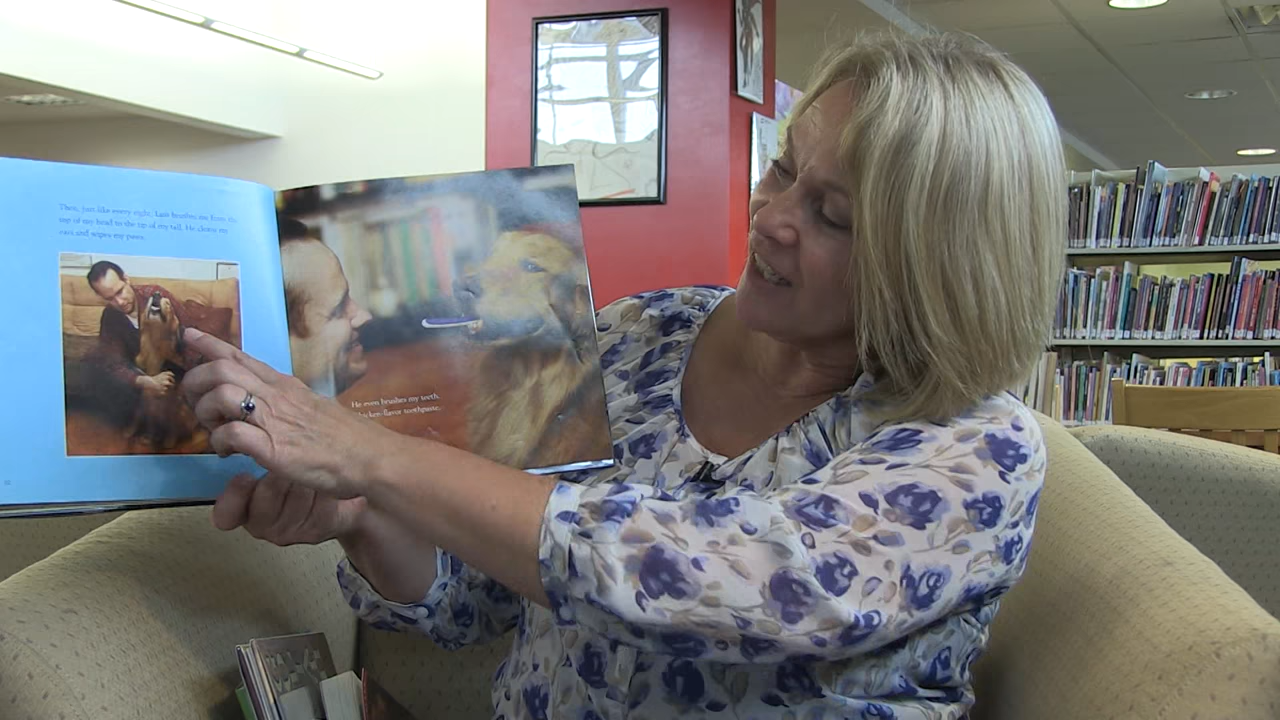 Then, just like every night, Luis brushes me from the
top of my head to the tip of my tail. He cleans my
ears and wipes my paws.
He even brushes my teeth.
Chicken-flavor toothpaste.